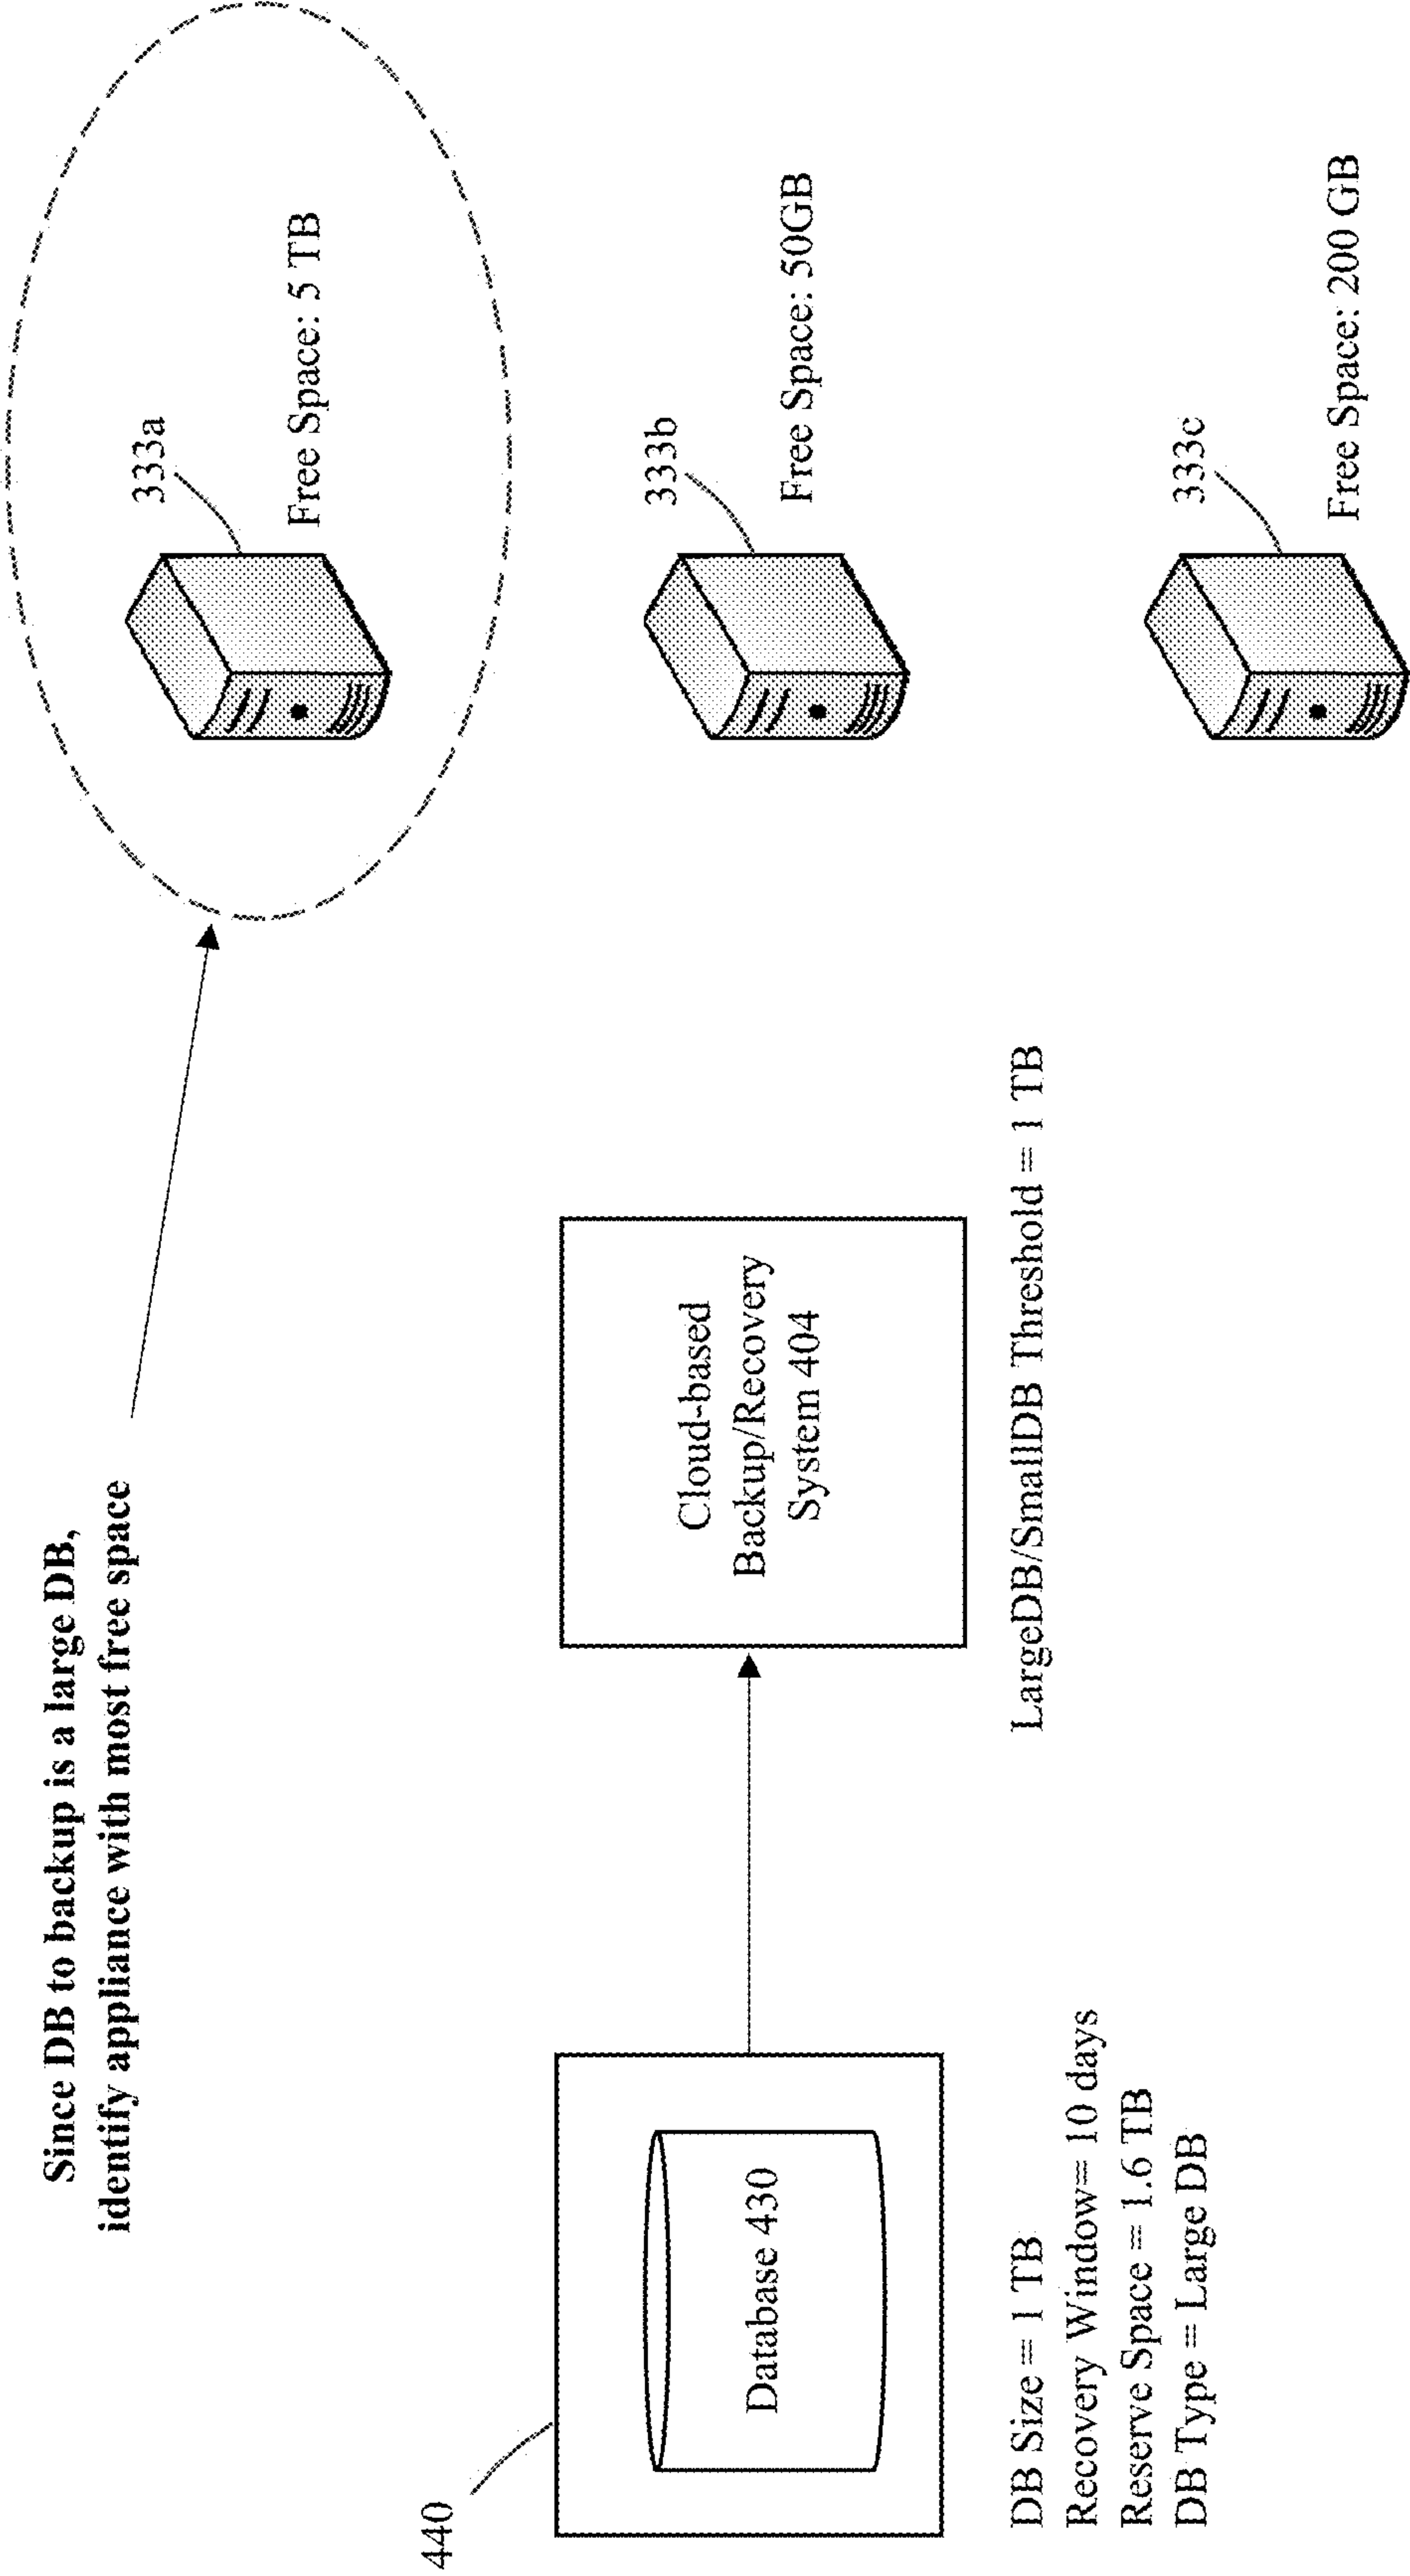 Since DB to backup is a large DB,
identify appliance with most free space
333a
Free Space: 5 TB
440
Database 430
Cloud-based
Backup/Recovery
System 404
333b
Free Space: 50GB
DB Size = 1 TB
Recovery Window= 10 days
Reserve Space = 1.6 TB
DB Type = Large DB
LargeDB/SmallDB Threshold = 1 TB
333c
Free Space: 200 GB